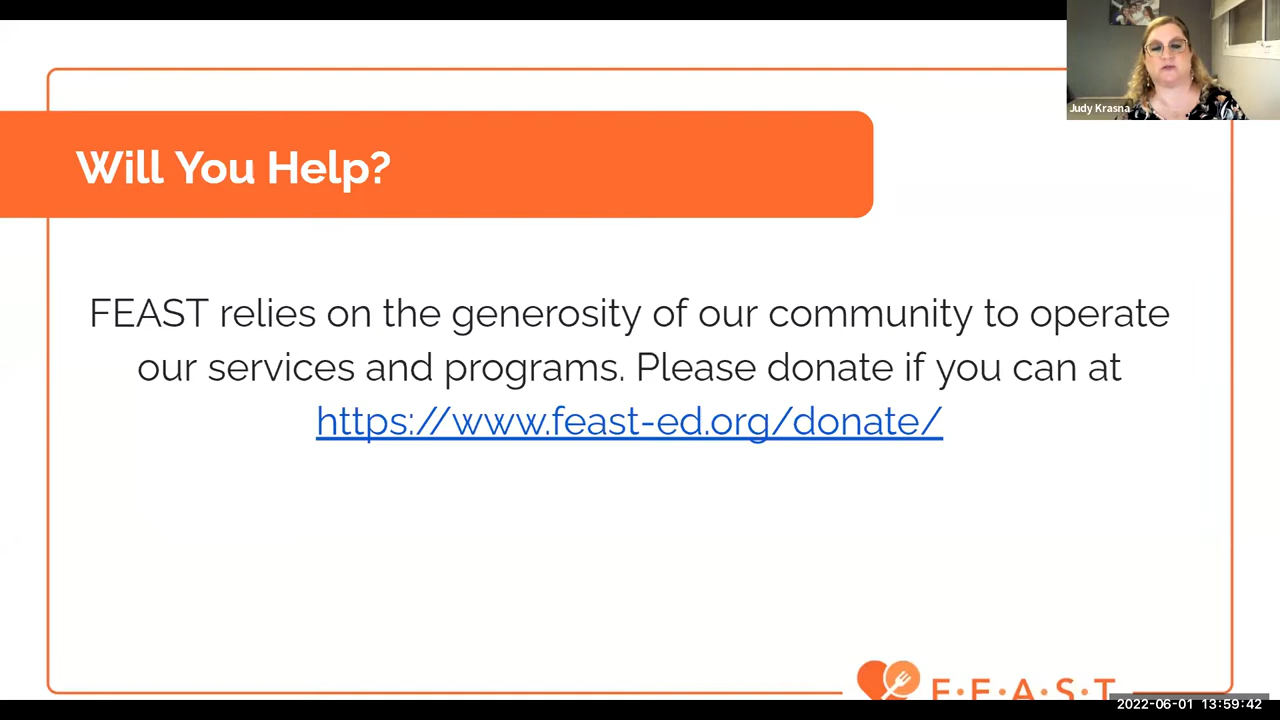 Judy Krasna
Will You Help?
FEAST relies on the generosity of our community to operate
our services and programs. Please donate if you can at
https://www.feast-ed.org/donate/
F·E·A·S·T
2022-06-01 13:59:42